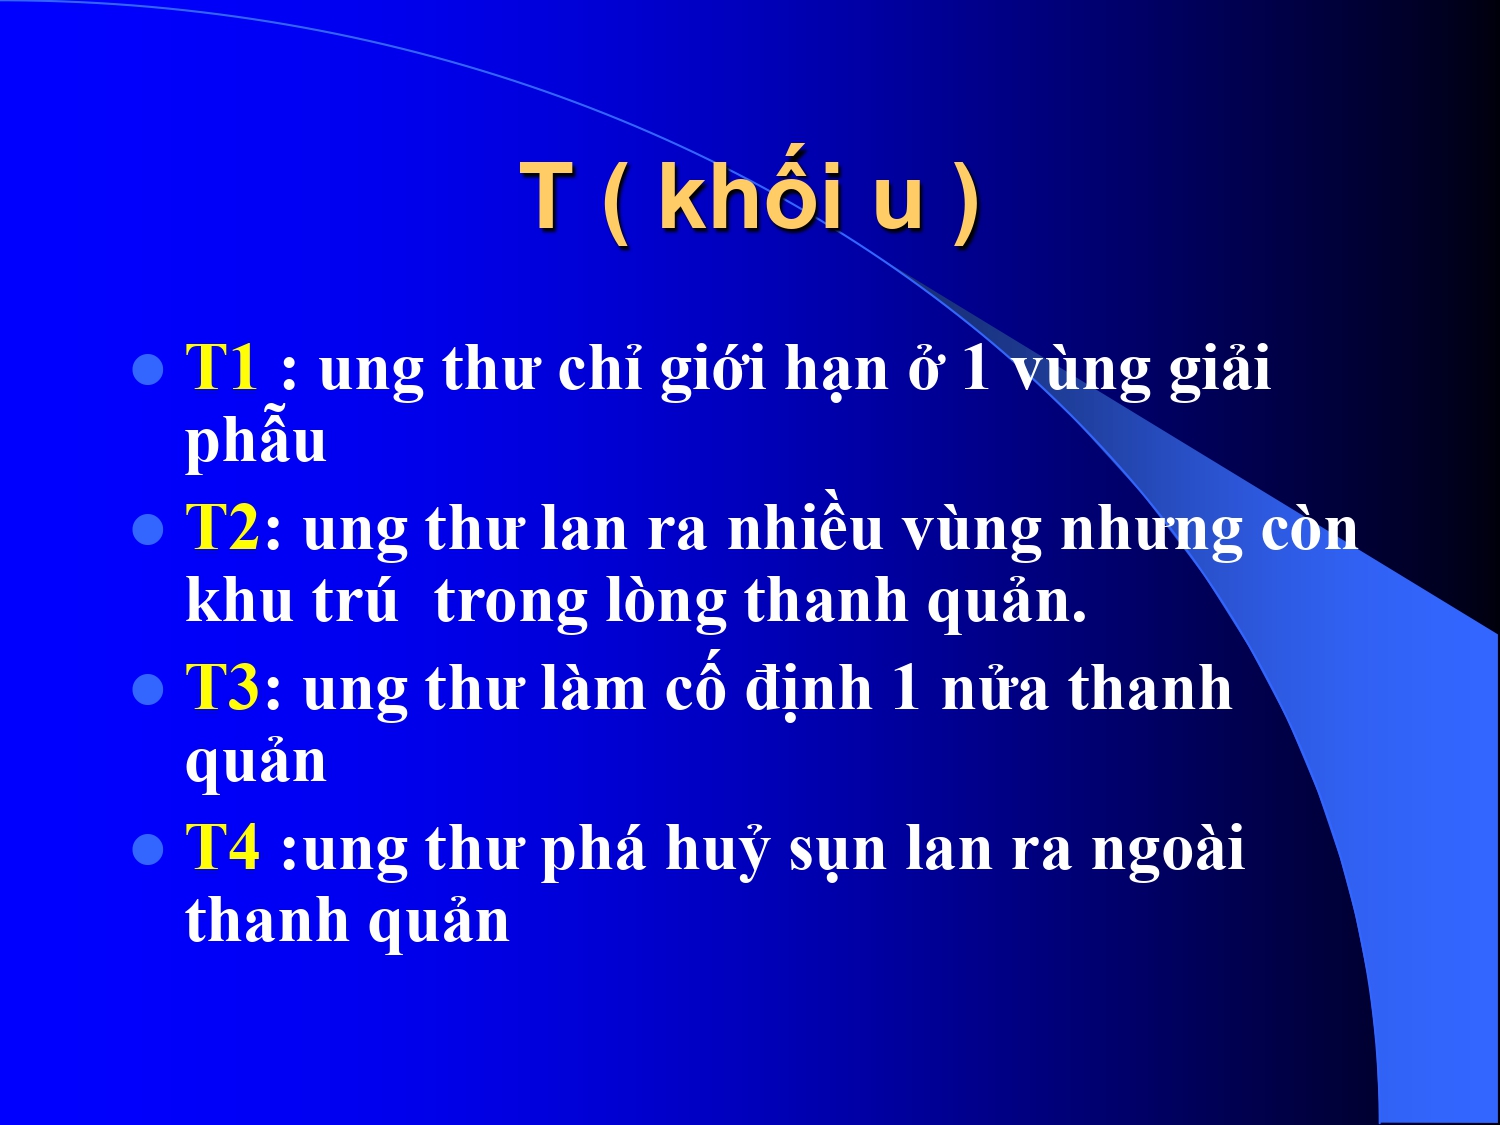 T ( khối u )
T1 : ung thư chỉ giới hạn ở 1 vùng giải
phẫu
T2: ung thư lan ra nhiều vùng nhưng còn
khu trú  trong lòng thanh quản.
T3: ung thư làm cố định 1 nửa thanh
quản
T4 :ung thư phá huỷ sụn lan ra ngoài
thanh quản